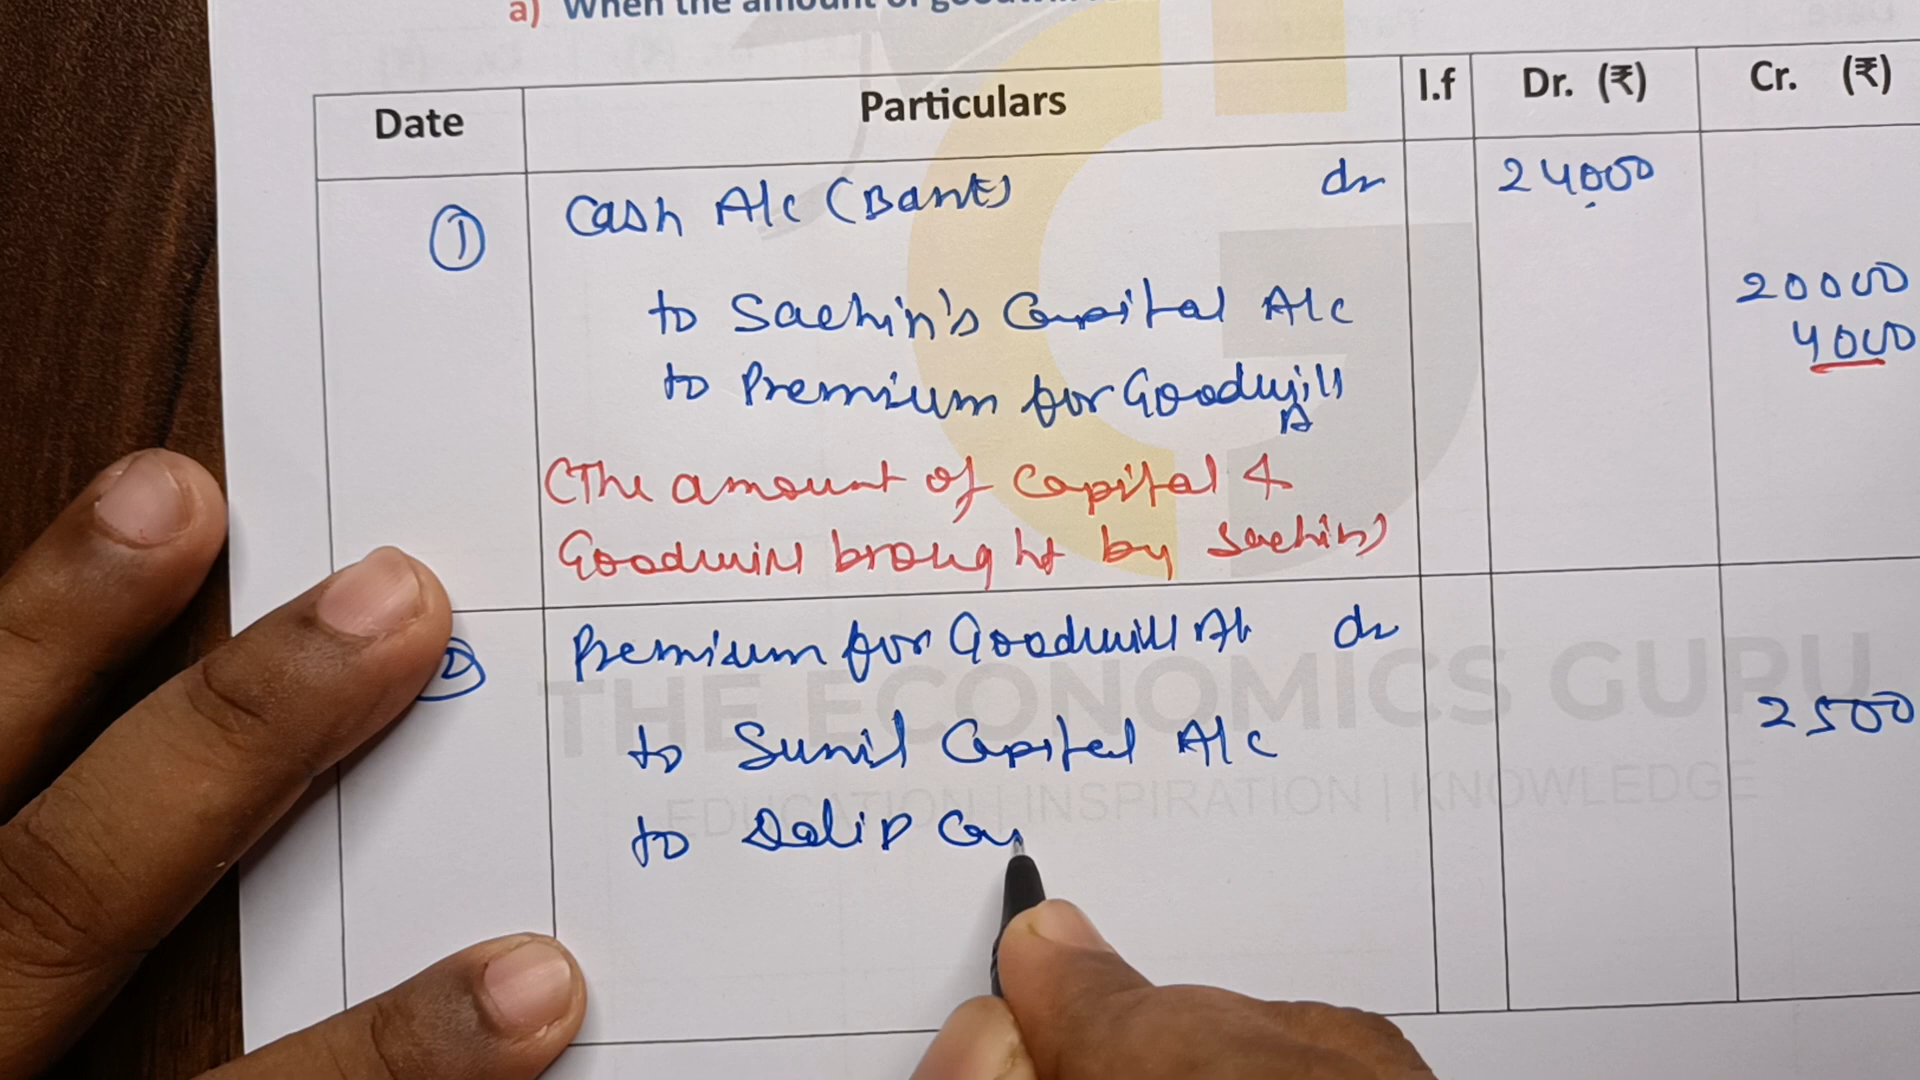 a) When the amount of goodwill
Date Particulars l.f Dr. (₹) Cr. (₹)
① Cash A/c (Bank) dr 24000
to Sachin's Capital A/c 20000
to Premium for Goodwill A 4000
(The amount of Capital &
Goodwill brought by Sachin)
② Premium for Goodwill A/c dr
THE ECONOMICS GURU
to Sunil Capital A/c 2500
EDUCATION | INSPIRATION | KNOWLEDGE
to Dalip Cap